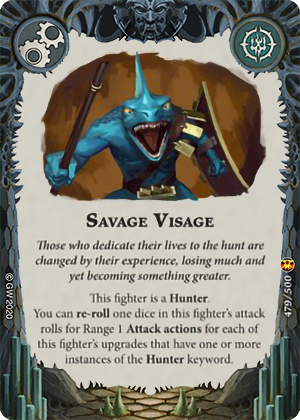 SAVAGE VISAGE
Those who dedicate their lives to the hunt are
changed by their experience, losing much and
yet becoming something greater.
This fighter is a Hunter.
You can re-roll one dice in this fighter's attack
rolls for Range 1 Attack actions for each of
this fighter's upgrades that have one or more
instances of the Hunter keyword.
© GW 2020
479/500